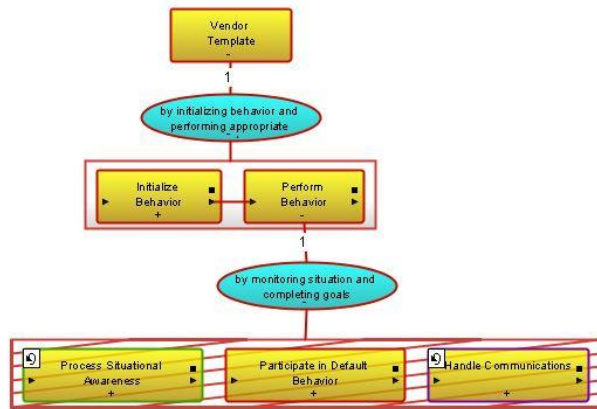 Vendor
Template
-
1
by initializing behavior and
performing appropriate
-
Initialize
Behavior
+
Perform
Behavior
-
1
by monitoring situation and
completing goals
-
Process Situational
Awareness
+
Participate in Default
Behavior
+
Handle Communications
+